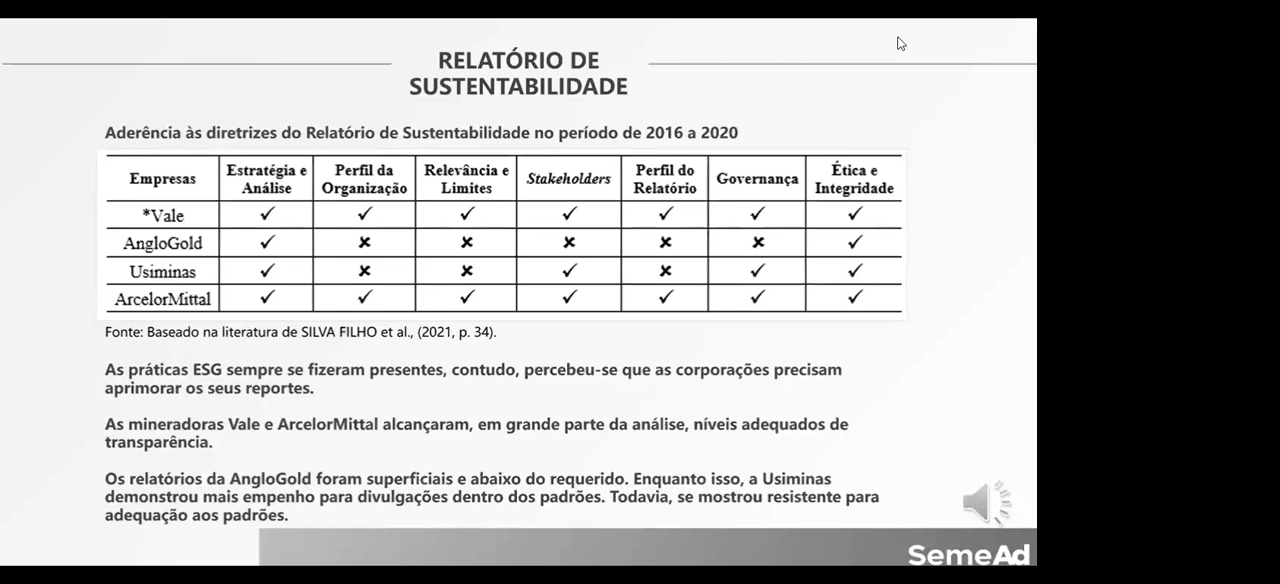 RELATÓRIO DE
SUSTENTABILIDADE
Aderência às diretrizes do Relatório de Sustentabilidade no período de 2016 a 2020
Empresas Estratégia e Análise Perfil da Organização Relevância e Limites Stakeholders Perfil do Relatório Governança Ética e Integridade
*Vale ✓ ✓ ✓ ✓ ✓ ✓ ✓
AngloGold ✓ ✗ ✗ ✗ ✗ ✗ ✓
Usiminas ✓ ✗ ✗ ✓ ✗ ✓ ✓
ArcelorMittal ✓ ✓ ✓ ✓ ✓ ✓ ✓
Fonte: Baseado na literatura de SILVA FILHO et al., (2021, p. 34).
As práticas ESG sempre se fizeram presentes, contudo, percebeu-se que as corporações precisam
aprimorar os seus reportes.
As mineradoras Vale e ArcelorMittal alcançaram, em grande parte da análise, níveis adequados de
transparência.
Os relatórios da AngloGold foram superficiais e abaixo do requerido. Enquanto isso, a Usiminas
demonstrou mais empenho para divulgações dentro dos padrões. Todavia, se mostrou resistente para
adequação aos padrões.
SemeAd